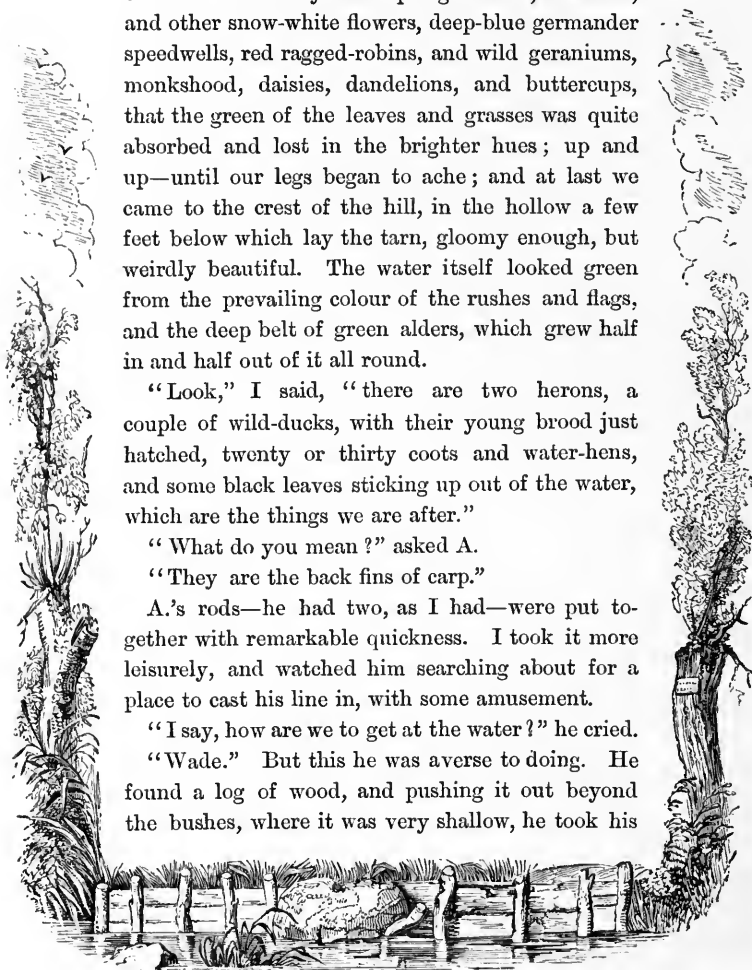 and other snow-white flowers, deep-blue germander
speedwells, red ragged-robins, and wild geraniums,
monkshood, daisies, dandelions, and buttercups,
that the green of the leaves and grasses was quite
absorbed and lost in the brighter hues; up and
up—until our legs began to ache; and at last we
came to the crest of the hill, in the hollow a few
feet below which lay the tarn, gloomy enough, but
weirdly beautiful. The water itself looked green
from the prevailing colour of the rushes and flags,
and the deep belt of green alders, which grew half
in and half out of it all round.
“Look,” I said, “there are two herons, a
couple of wild-ducks, with their young brood just
hatched, twenty or thirty coots and water-hens,
and some black leaves sticking up out of the water,
which are the things we are after.”
“What do you mean?” asked A.
“They are the back fins of carp.”
A.’s rods—he had two, as I had—were put to-
gether with remarkable quickness. I took it more
leisurely, and watched him searching about for a
place to cast his line in, with some amusement.
“I say, how are we to get at the water?” he cried.
“Wade.” But this he was averse to doing. He
found a log of wood, and pushing it out beyond
the bushes, where it was very shallow, he took his